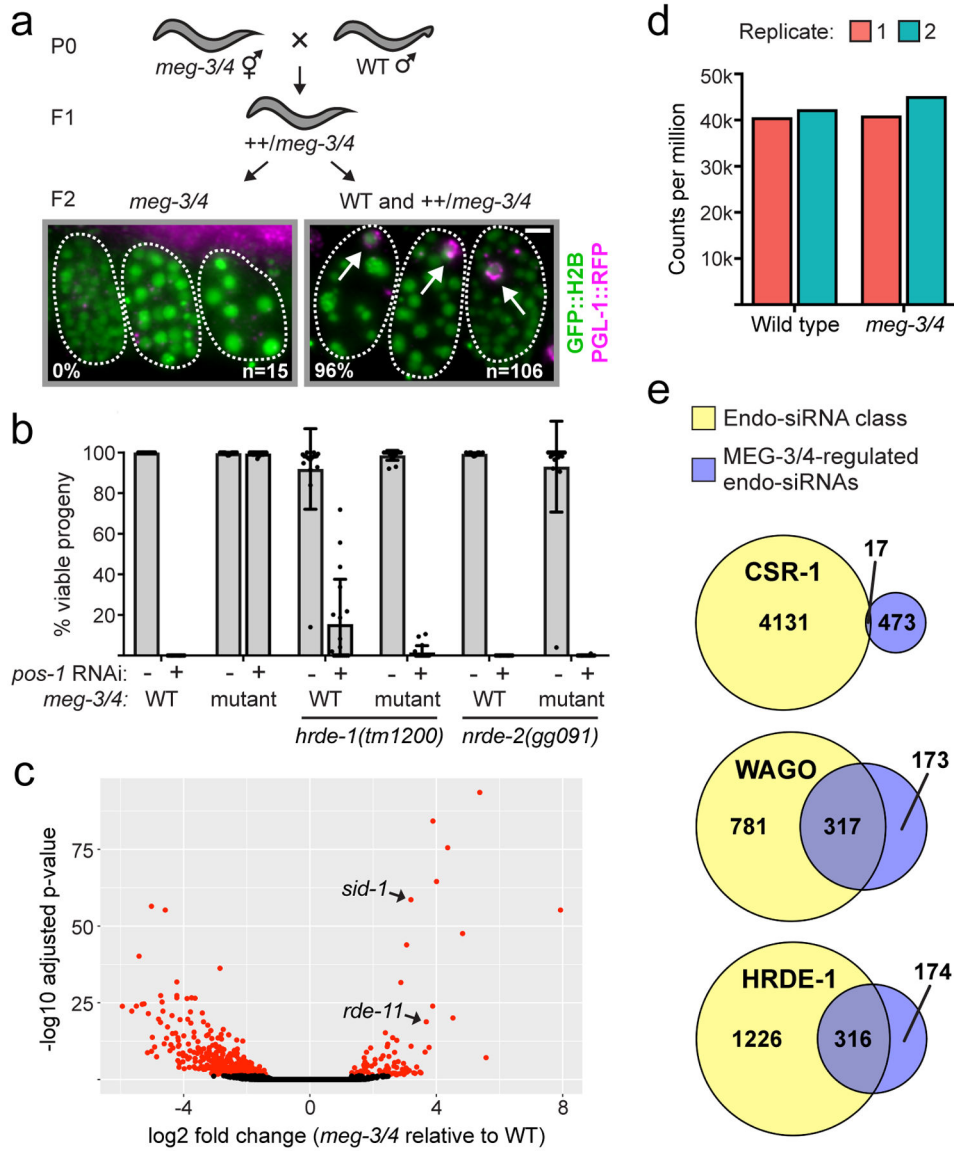 a
P0
meg-3/4 ⚥ × WT ♂
F1
++/meg-3/4
F2
meg-3/4
WT and ++/meg-3/4
0%
n=15
96%
n=106
GFP::H2B
PGL-1::RFP
b
% viable progeny
100
80
60
40
20
pos-1 RNAi: - + - + - + - + - + - +
meg-3/4: WT mutant WT mutant WT mutant
hrde-1(tm1200) nrde-2(gg091)
c
-log10 adjusted p-value
75
50
25
sid-1
rde-11
-4 0 4 8
log2 fold change (meg-3/4 relative to WT)
d
Replicate: 1 2
Counts per million
50k
40k
30k
20k
10k
Wild type meg-3/4
e
Endo-siRNA class
MEG-3/4-regulated
endo-siRNAs
17
CSR-1
4131 473
WAGO
173
781 317
HRDE-1
174
1226 316